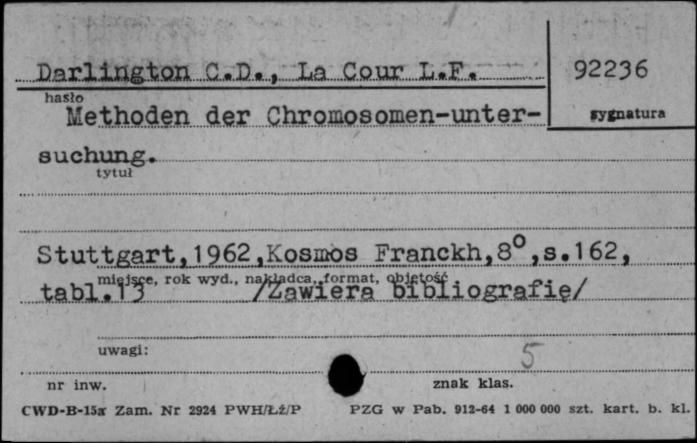 Darlington C.D., La Cour L.F. 92236
hasło
sygnatura
Methoden der Chromosomen-unter-
suchung.
tytuł
Stuttgart,1962,Kosmos Franckh,8°,s.162,
miejsce, rok wyd., nakładca, format, objętość
tabl.13 /Zawiera bibliografię/
uwagi:
5
nr inw. znak klas.
CWD-B-15a Zam. Nr 2924 PWH/Łź/P PZG w Pab. 912-64 1 000 000 szt. kart. b. kl.